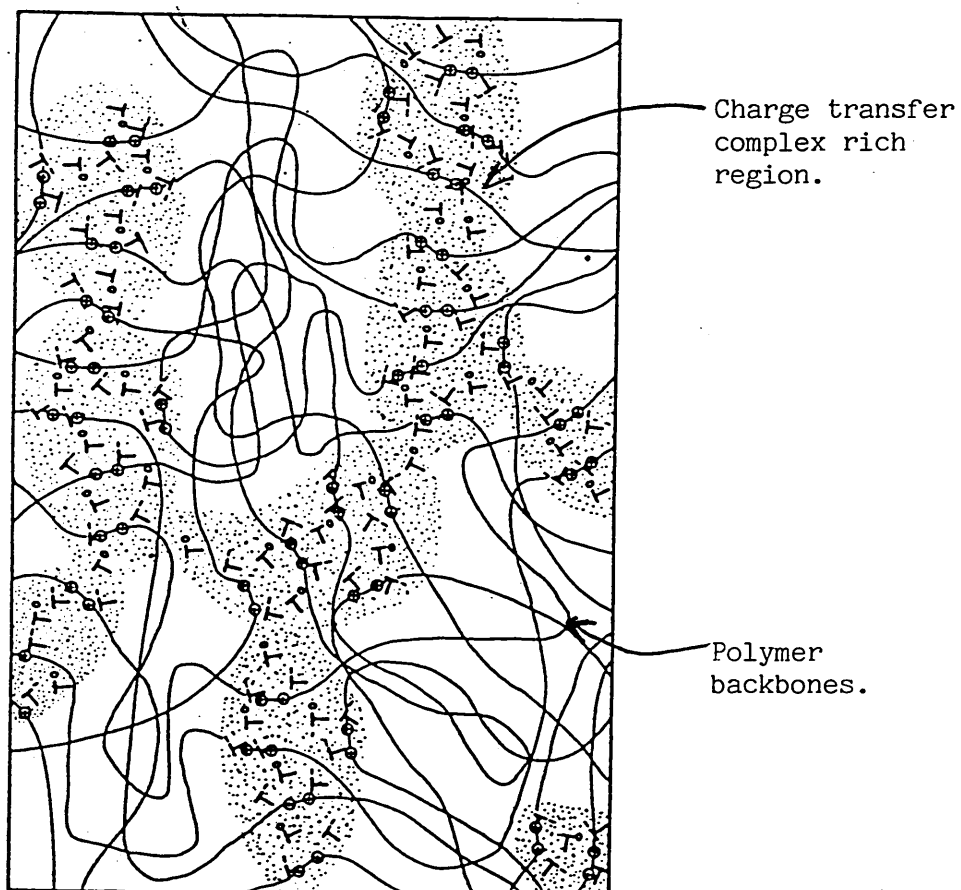 Charge transfer
complex rich
region.
Polymer
backbones.